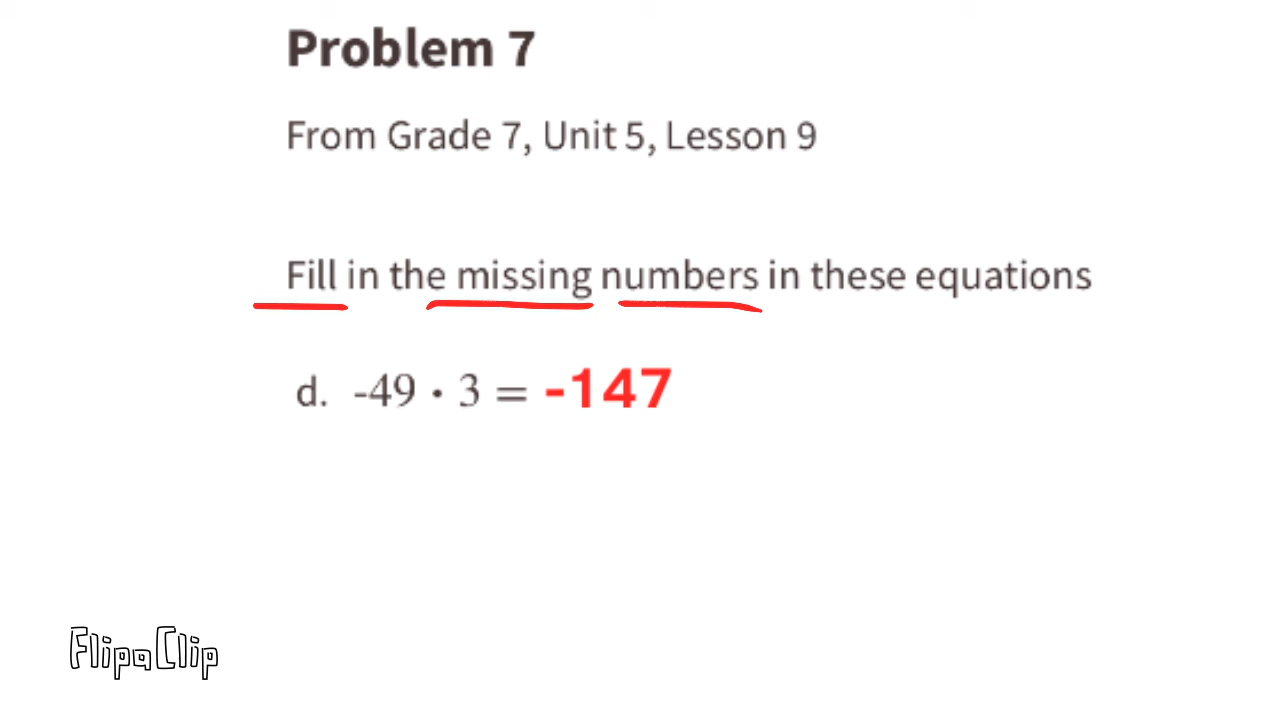 Problem 7
From Grade 7, Unit 5, Lesson 9
Fill in the missing numbers in these equations
d. -49 • 3 = -147
FlipaClip